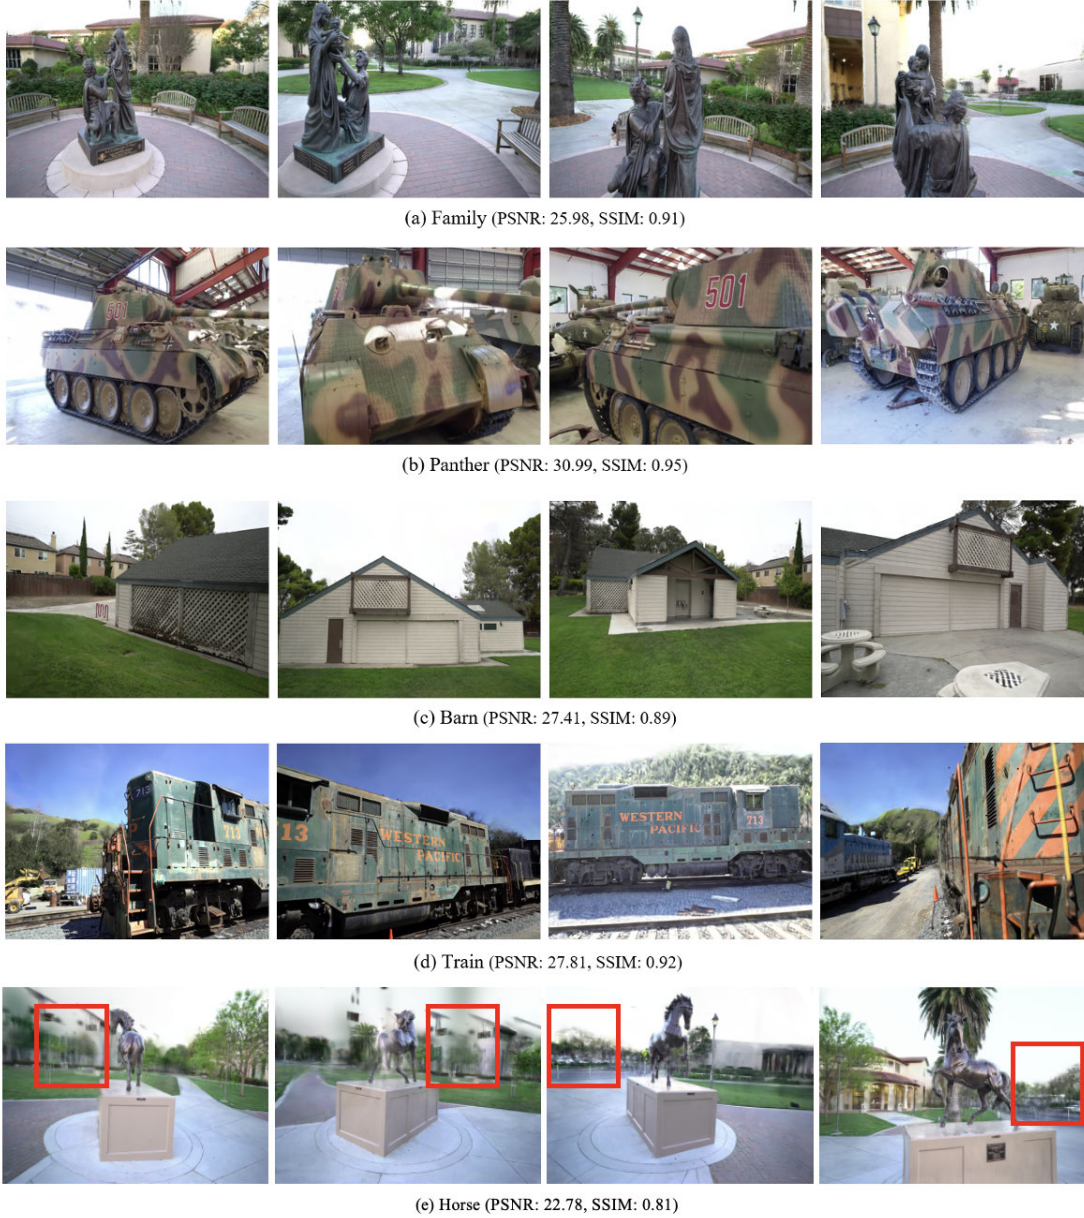 (a) Family (PSNR: 25.98, SSIM: 0.91)
501
501
(b) Panther (PSNR: 30.99, SSIM: 0.95)
(c) Barn (PSNR: 27.41, SSIM: 0.89)
713
713
13
WESTERN
PACIFIC
WESTERN
PACIFIC
713
(d) Train (PSNR: 27.81, SSIM: 0.92)
(e) Horse (PSNR: 22.78, SSIM: 0.81)